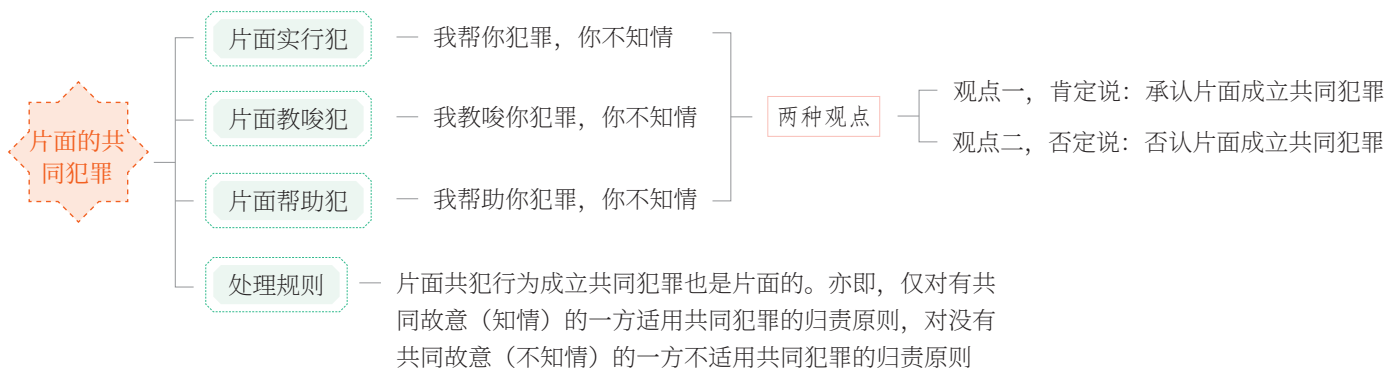 片面的共
同犯罪
片面实行犯
我帮你犯罪，你不知情
片面教唆犯
我教唆你犯罪，你不知情
片面帮助犯
我帮助你犯罪，你不知情
两种观点
观点一，肯定说：承认片面成立共同犯罪
观点二，否定说：否认片面成立共同犯罪
处理规则
片面共犯行为成立共同犯罪也是片面的。亦即，仅对有共
同故意（知情）的一方适用共同犯罪的归责原则，对没有
共同故意（不知情）的一方不适用共同犯罪的归责原则